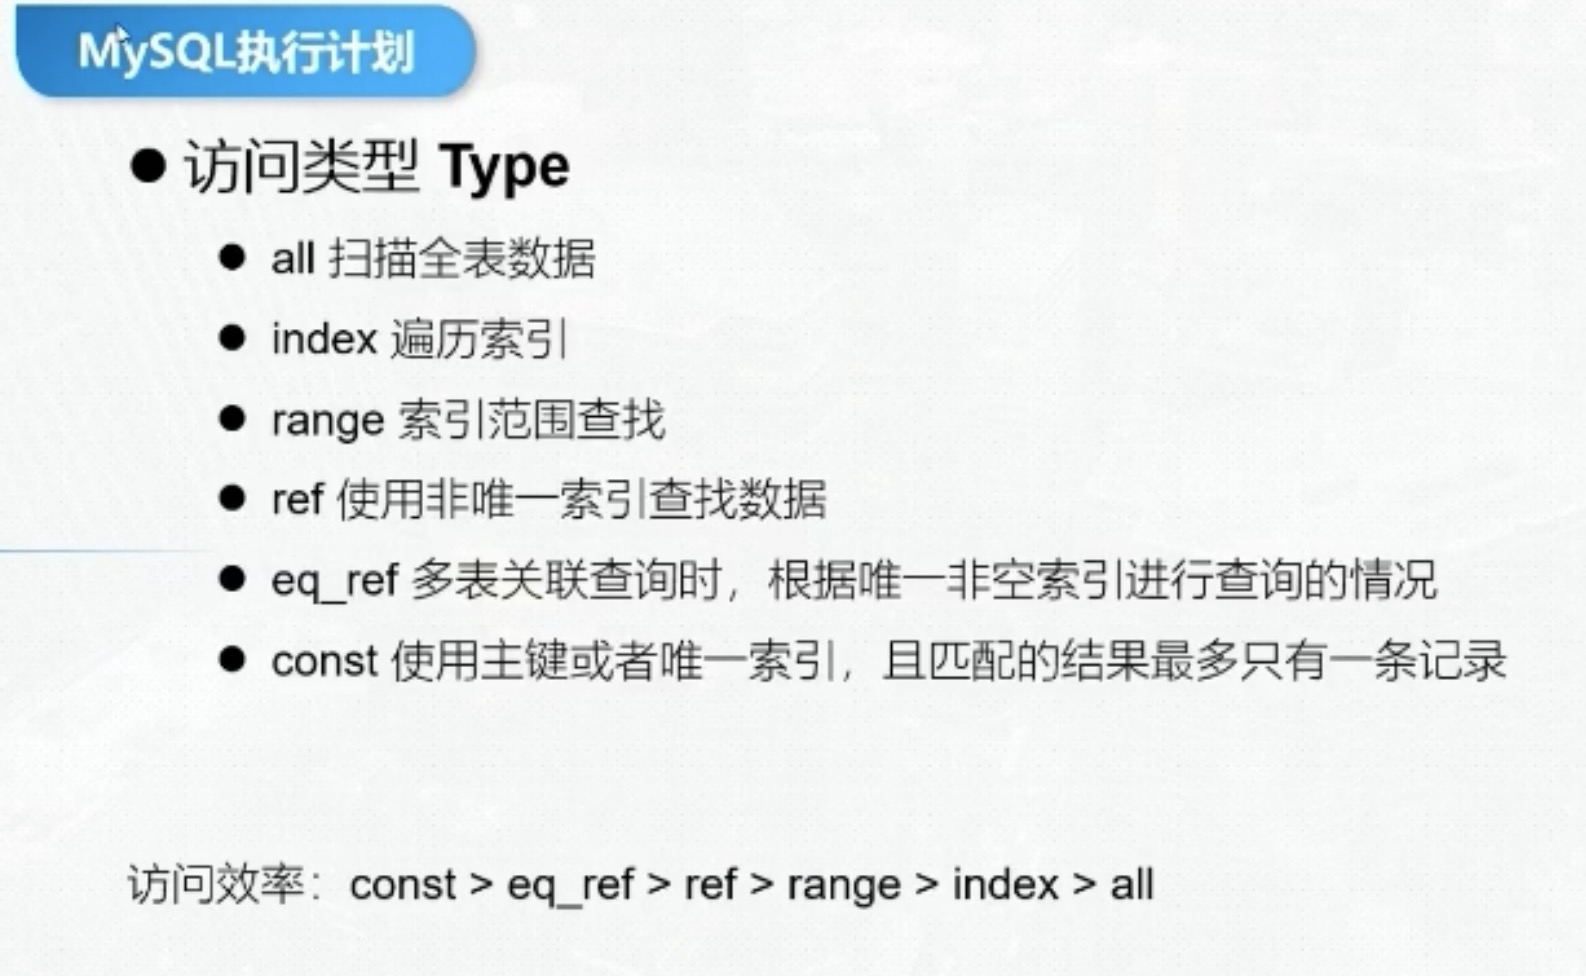 MySQL执行计划
● 访问类型 Type
● all 扫描全表数据
● index 遍历索引
● range 索引范围查找
● ref 使用非唯一索引查找数据
● eq_ref 多表关联查询时，根据唯一非空索引进行查询的情况
● const 使用主键或者唯一索引，且匹配的结果最多只有一条记录
访问效率：const > eq_ref > ref > range > index > all